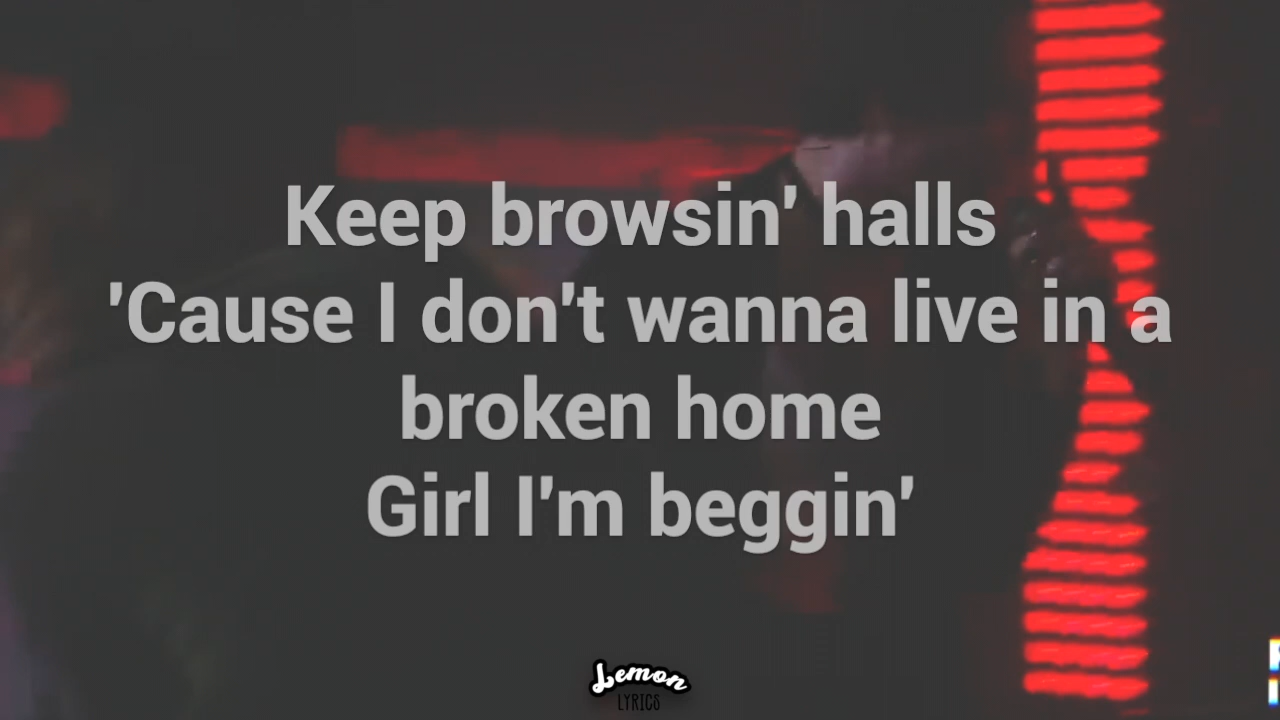 Keep browsin' halls
'Cause I don't wanna live in a
broken home
Girl I'm beggin'
Lemon
LYRICS